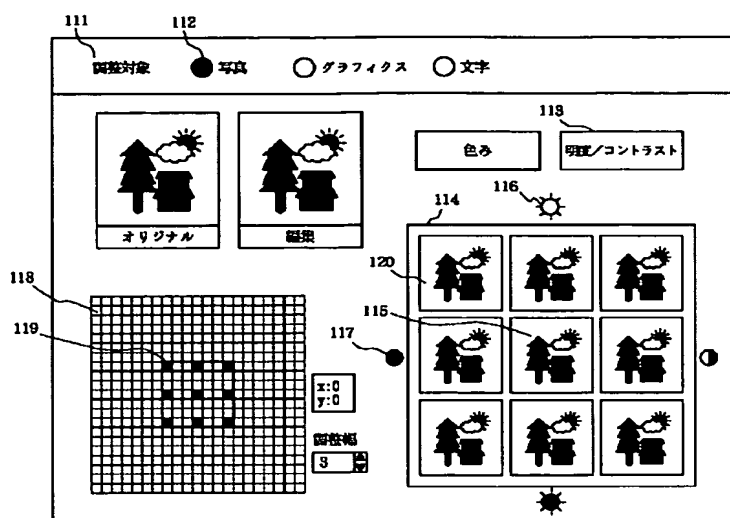 111
112
調整対象 ● 写真 ○ グラフィクス ○ 文字
113
色み
明度/コントラスト
オリジナル
編集
116
114
120
118
119
115
117
x:0
y:0
調整幅
3